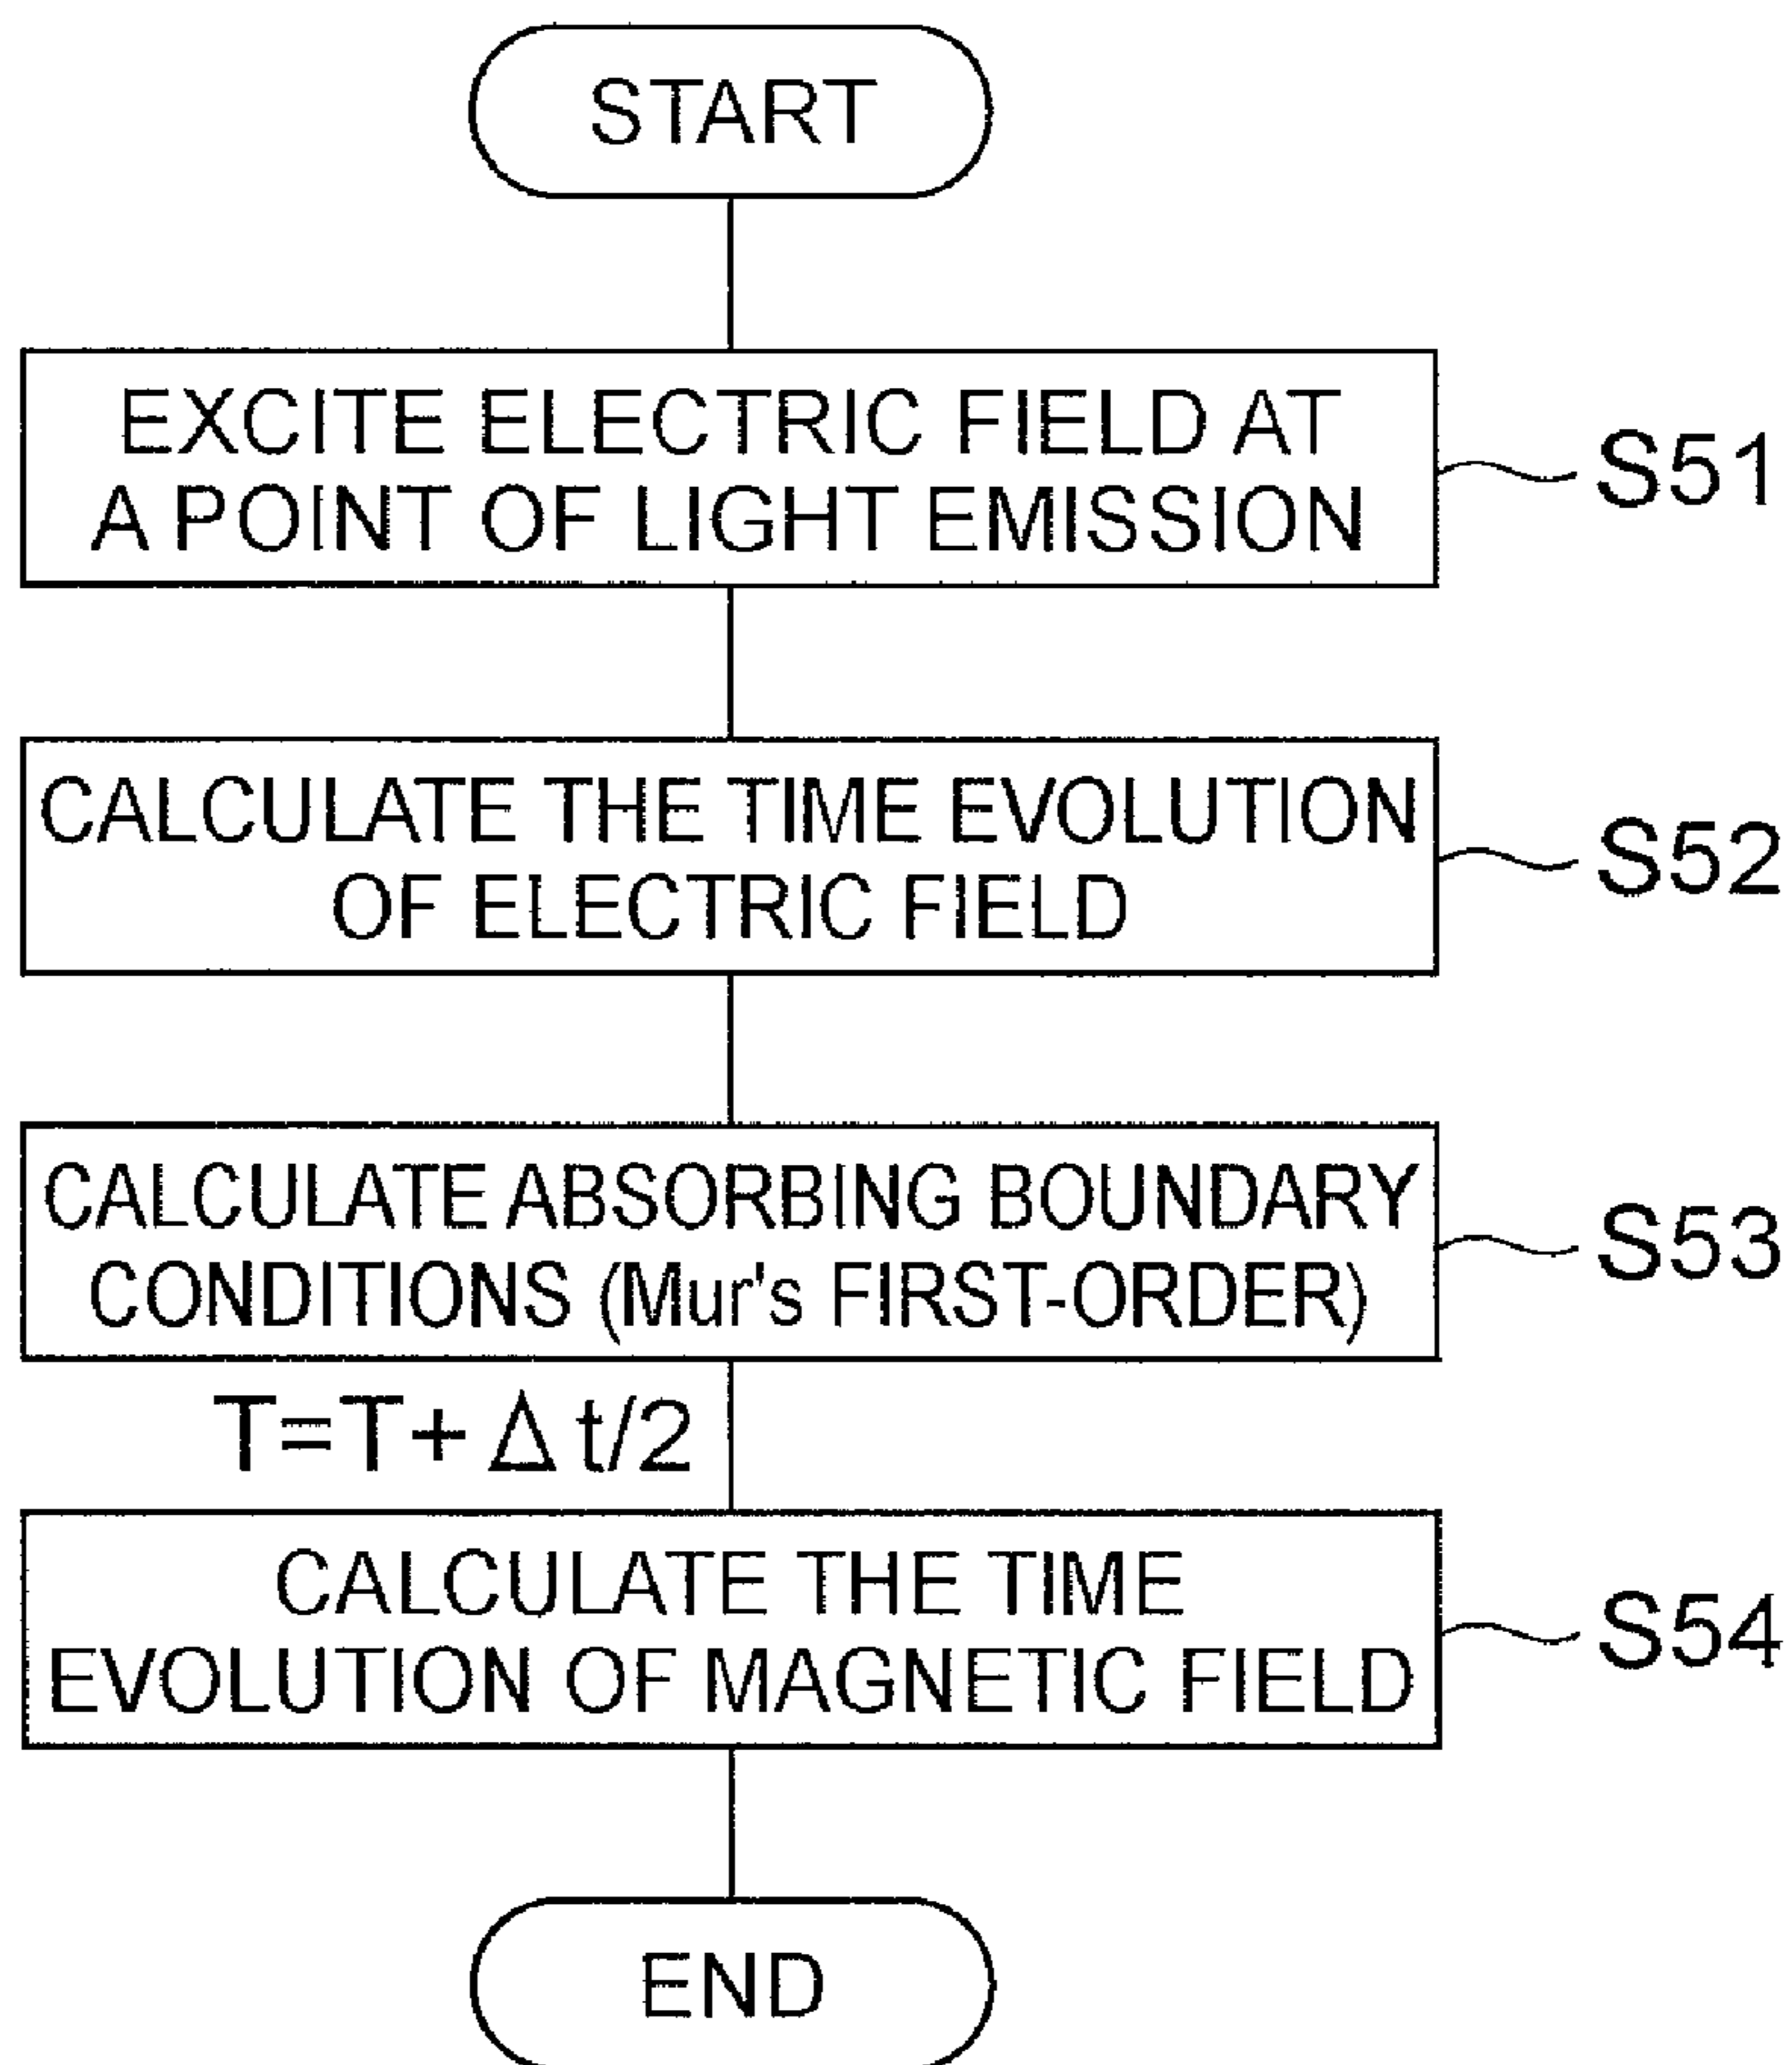 START
EXCITE ELECTRIC FIELD AT
A POINT OF LIGHT EMISSION
S51
CALCULATE THE TIME EVOLUTION
OF ELECTRIC FIELD
S52
CALCULATE ABSORBING BOUNDARY
CONDITIONS (Mur's FIRST-ORDER)
S53
T=T+Δt/2
CALCULATE THE TIME
EVOLUTION OF MAGNETIC FIELD
S54
END